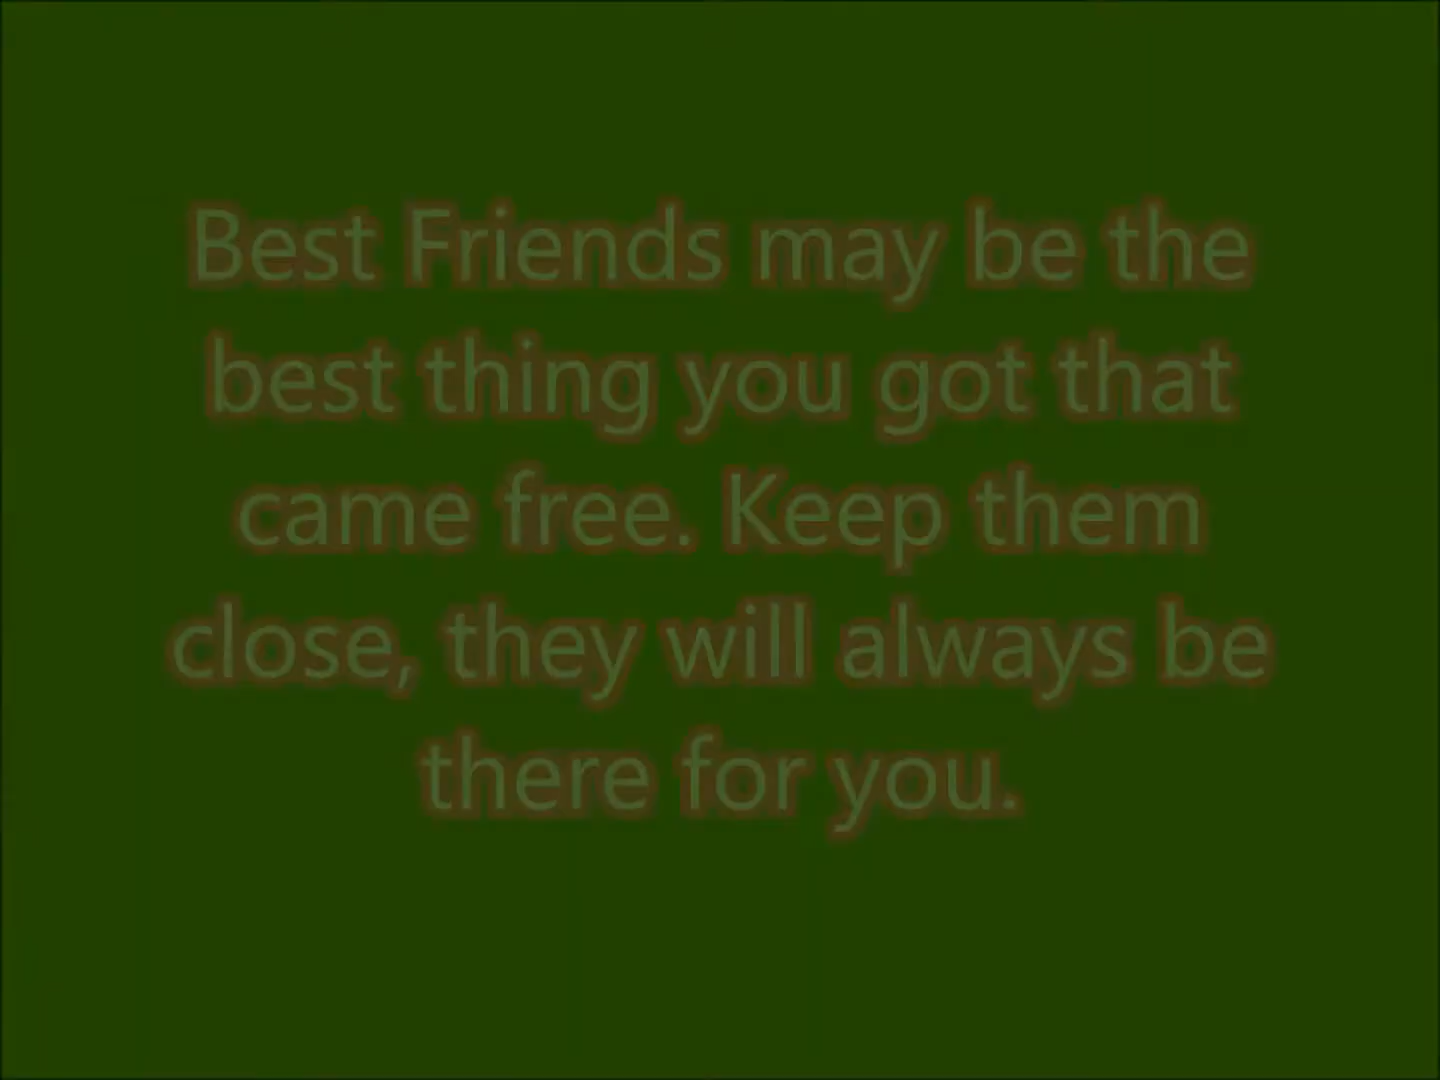 Best Friends may be the
best thing you got that
came free. Keep them
close, they will always be
there for you.